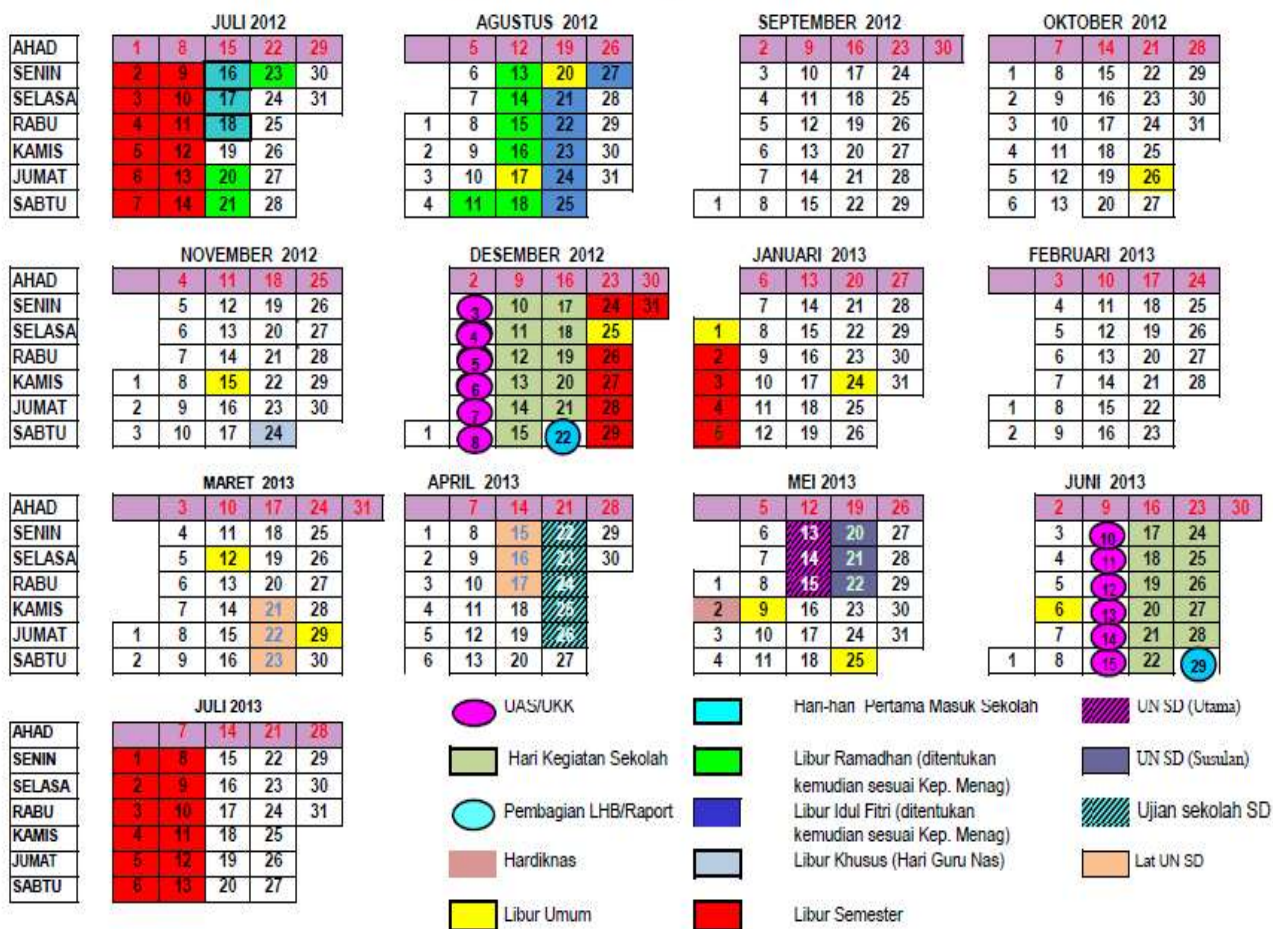 JULI 2012 AGUSTUS 2012 SEPTEMBER 2012 OKTOBER 2012
AHAD 1 8 15 22 29 5 12 19 26 2 9 16 23 30 7 14 21 28
SENIN 2 9 16 23 30 6 13 20 27 3 10 17 24 1 8 15 22 29
SELASA 3 10 17 24 31 7 14 21 28 4 11 18 25 2 9 16 23 30
RABU 4 11 18 25 1 8 15 22 29 5 12 19 26 3 10 17 24 31
KAMIS 5 12 19 26 2 9 16 23 30 6 13 20 27 4 11 18 25
JUMAT 6 13 20 27 3 10 17 24 31 7 14 21 28 5 12 19 26
SABTU 7 14 21 28 4 11 18 25 1 8 15 22 29 6 13 20 27
NOVEMBER 2012 DESEMBER 2012 JANUARI 2013 FEBRUARI 2013
AHAD 4 11 18 25 2 9 16 23 30 6 13 20 27 3 10 17 24
SENIN 5 12 19 26 3 10 17 24 31 7 14 21 28 4 11 18 25
SELASA 6 13 20 27 4 11 18 25 1 8 15 22 29 5 12 19 26
RABU 7 14 21 28 5 12 19 26 2 9 16 23 30 6 13 20 27
KAMIS 1 8 15 22 29 6 13 20 27 3 10 17 24 31 7 14 21 28
JUMAT 2 9 16 23 30 7 14 21 28 4 11 18 25 1 8 15 22
SABTU 3 10 17 24 1 8 15 22 29 5 12 19 26 2 9 16 23
MARET 2013 APRIL 2013 MEI 2013 JUNI 2013
AHAD 3 10 17 24 31 7 14 21 28 5 12 19 26 2 9 16 23 30
SENIN 4 11 18 25 1 8 15 22 29 6 13 20 27 3 10 17 24
SELASA 5 12 19 26 2 9 16 23 30 7 14 21 28 4 11 18 25
RABU 6 13 20 27 3 10 17 24 1 8 15 22 29 5 12 19 26
KAMIS 7 14 21 28 4 11 18 25 2 9 16 23 30 6 13 20 27
JUMAT 1 8 15 22 29 5 12 19 26 3 10 17 24 31 7 14 21 28
SABTU 2 9 16 23 30 6 13 20 27 4 11 18 25 1 8 15 22 29
JULI 2013
AHAD 7 14 21 28
SENIN 1 8 15 22 29
SELASA 2 9 16 23 30
RABU 3 10 17 24 31
KAMIS 4 11 18 25
JUMAT 5 12 19 26
SABTU 6 13 20 27
UAS/UKK
Hari Kegiatan Sekolah
Pembagian LHB/Raport
Hardiknas
Libur Umum
Hari-hari Pertama Masuk Sekolah
Libur Ramadhan (ditentukan
kemudian sesuai Kep. Menag)
Libur Idul Fitri (ditentukan
kemudian sesuai Kep. Menag)
Libur Khusus (Hari Guru Nas)
Libur Semester
UN SD (Utama)
UN SD (Susulan)
Ujian sekolah SD
Lat UN SD